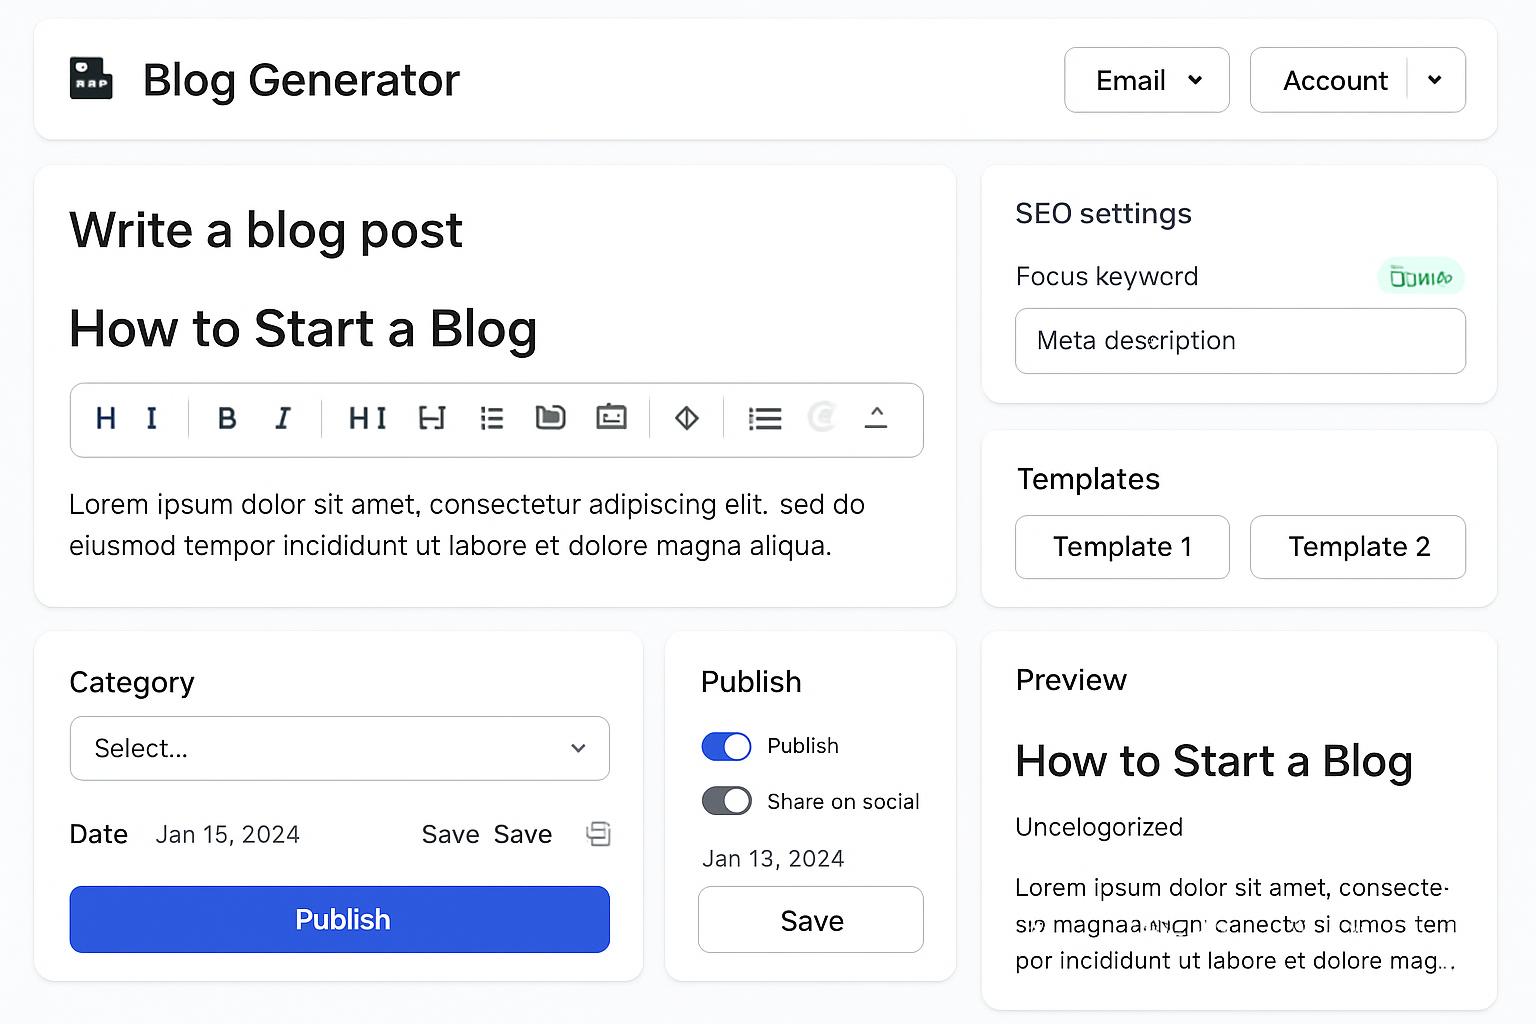 Blog Generator
Email
Account
Write a blog post
How to Start a Blog
H I B I H I
Lorem ipsum dolor sit amet, consectetur adipiscing elit. sed do
eiusmod tempor incididunt ut labore et dolore magna aliqua.
SEO settings
Focus keyword
Meta description
Templates
Template 1
Template 2
Category
Select...
Date Jan 15, 2024 Save Save
Publish
Publish
Publish
Share on social
Jan 13, 2024
Save
Preview
How to Start a Blog
Uncelogorized
Lorem ipsum dolor sit amet, consecte-
canecto si tem
por incididunt ut labore et dolore mag...